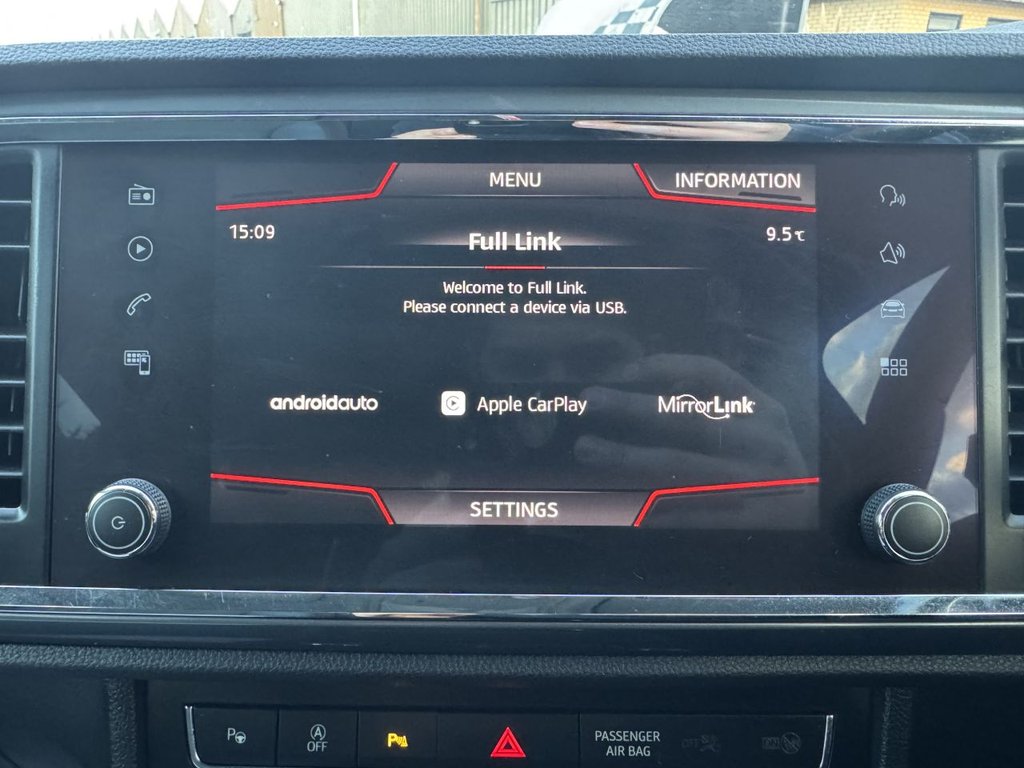 MENU
INFORMATION
15:09
9.5℃
Full Link
Welcome to Full Link.
Please connect a device via USB.
androidauto
Apple CarPlay
MirrorLink
SETTINGS
P
A
OFF
P
PASSENGER
AIR BAG
OFF